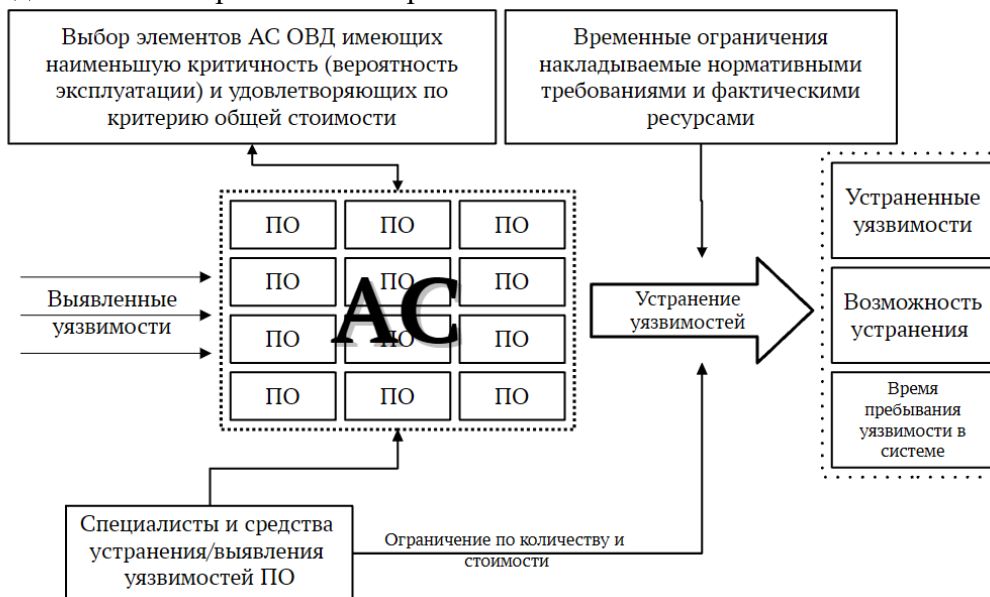 Выбор элементов АС ОВД имеющих
наименьшую критичность (вероятность
эксплуатации) и удовлетворяющих по
критерию общей стоимости
Временные ограничения
накладываемые нормативными
требованиями и фактическими
ресурсами
Выявленные
уязвимости
ПО ПО ПО
ПО ПО ПО
АС
ПО ПО ПО
ПО ПО ПО
Устранение
уязвимостей
Устраненные
уязвимости
Возможность
устранения
Время
пребывания
уязвимости в
системе
Специалисты и средства
устранения/выявления
уязвимостей ПО
Ограничение по количеству и
стоимости